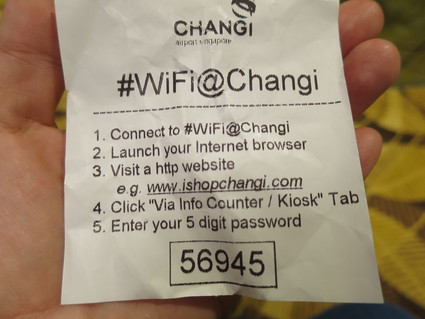 CHANGI
airport singapore
#WiFi@Changi
1. Connect to #WiFi@Changi
2. Launch your Internet browser
3. Visit a http website
e.g. www.ishopchangi.com
4. Click "Via Info Counter / Kiosk" Tab
5. Enter your 5 digit password
56945